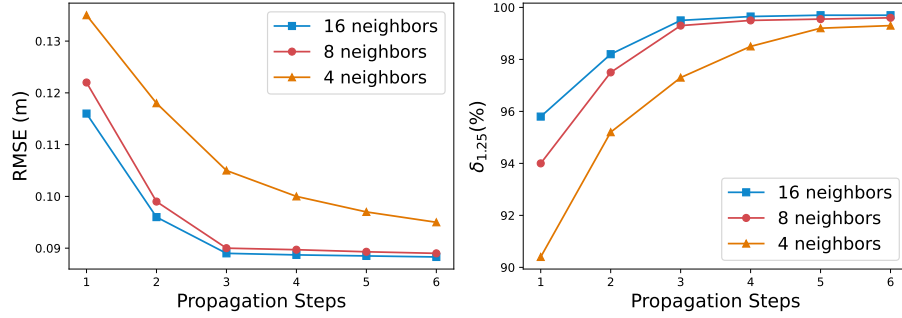 0.13
0.12
0.11
0.10
0.09
RMSE (m)
16 neighbors
8 neighbors
4 neighbors
1 2 3 4 5 6
Propagation Steps
100
98
96
94
92
90
δ1.25(%)
16 neighbors
8 neighbors
4 neighbors
1 2 3 4 5 6
Propagation Steps